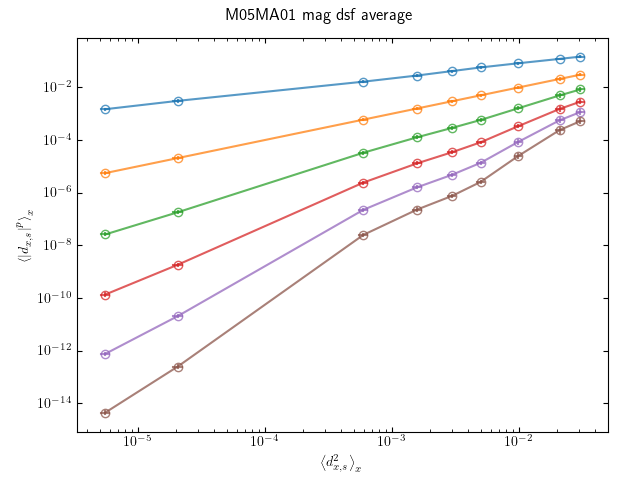 M05MA01 mag dsf average
⟨|d_{x,s}|^p⟩_x
10^{-2}
10^{-4}
10^{-6}
10^{-8}
10^{-10}
10^{-12}
10^{-14}
10^{-5} 10^{-4} 10^{-3} 10^{-2}
⟨d_{x,s}^2⟩_x